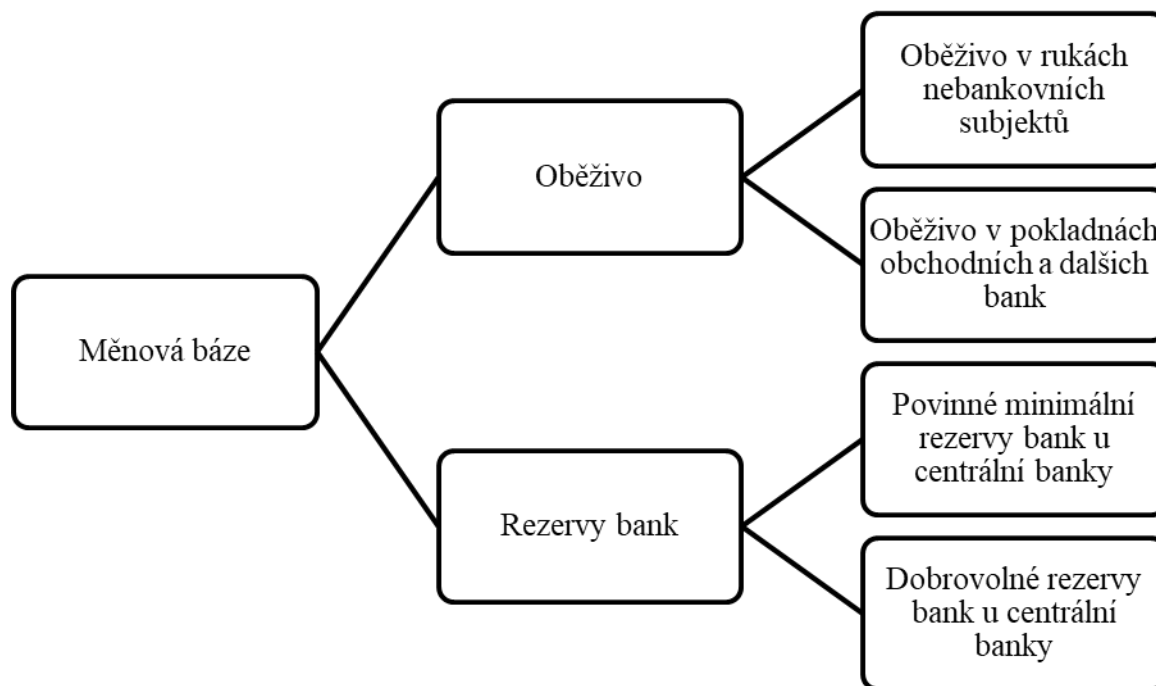 Měnová báze
Oběživo
Oběživo v rukách
nebankovních
subjektů
Oběživo v pokladnách
obchodních a dalšich
bank
Rezervy bank
Povinné minimální
rezervy bank u
centrální banky
Dobrovolné rezervy
bank u centrální
banky